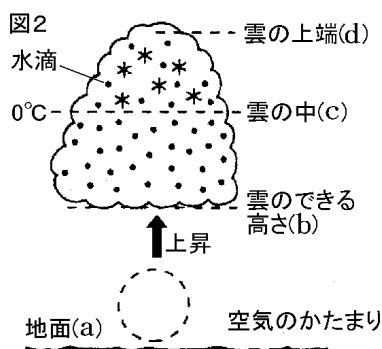 図2
水滴
雲の上端(d)
0℃
雲の中(c)
雲のできる
高さ(b)
上昇
空気のかたまり
地面(a)